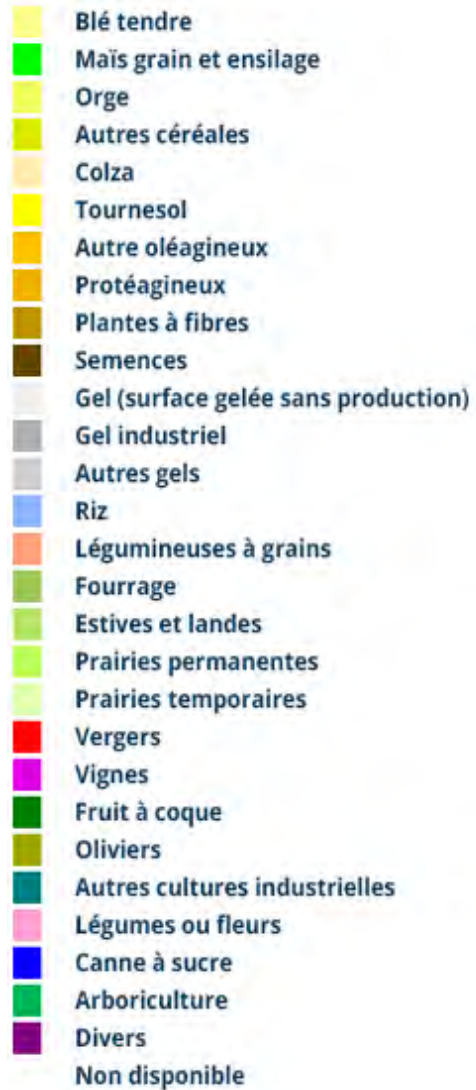 Blé tendre
Maïs grain et ensilage
Orge
Autres céréales
Colza
Tournesol
Autre oléagineux
Protéagineux
Plantes à fibres
Semences
Gel (surface gelée sans production)
Gel industriel
Autres gels
Riz
Légumineuses à grains
Fourrage
Estives et landes
Prairies permanentes
Prairies temporaires
Vergers
Vignes
Fruit à coque
Oliviers
Autres cultures industrielles
Légumes ou fleurs
Canne à sucre
Arboriculture
Divers
Non disponible